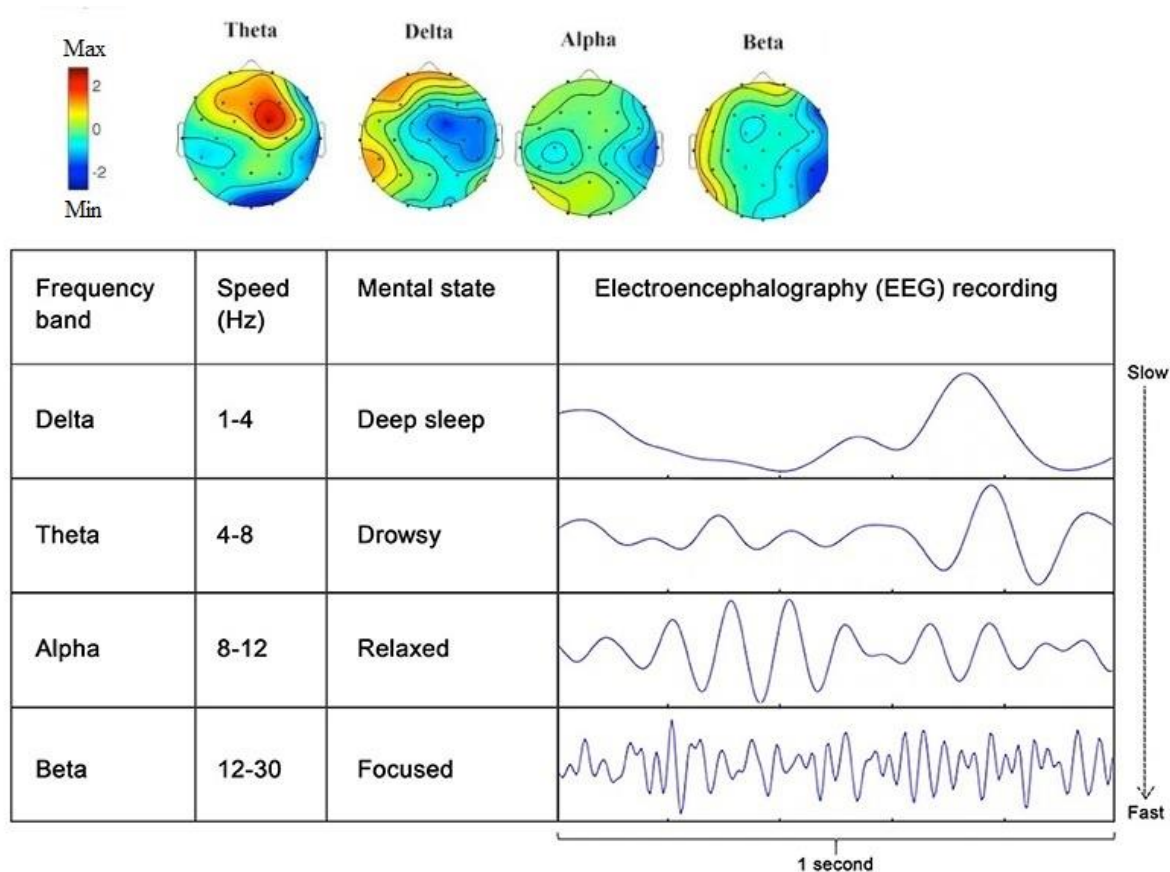 Theta
Delta
Alpha
Beta
Max
2
0
-2
Min
Frequency band
Speed (Hz)
Mental state
Electroencephalography (EEG) recording
Slow
Delta
1-4
Deep sleep
Theta
4-8
Drowsy
Alpha
8-12
Relaxed
Beta
12-30
Focused
Fast
1 second